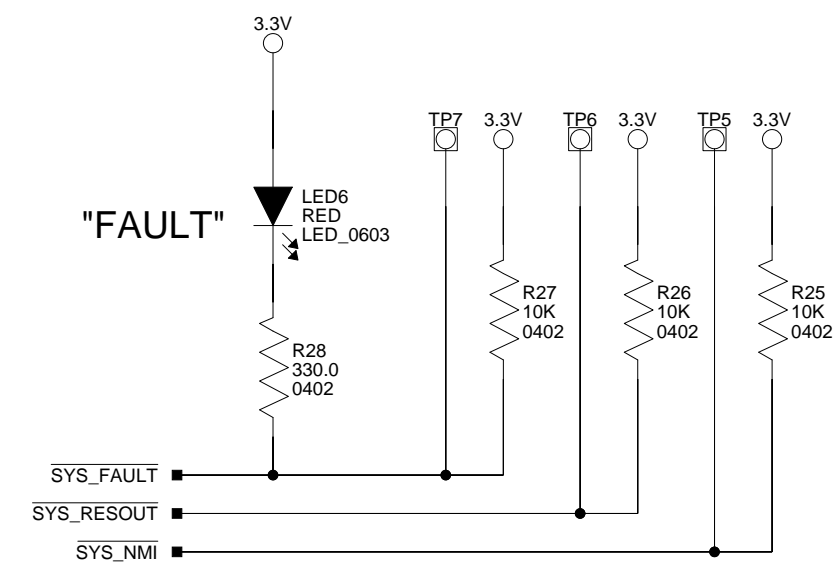 3.3V
TP7
3.3V
TP6
3.3V
TP5
3.3V
"FAULT"
LED6
RED
LED_0603
R27
10K
0402
R26
10K
0402
R25
10K
0402
R28
330.0
0402
SYS_FAULT
SYS_RESOUT
SYS_NMI